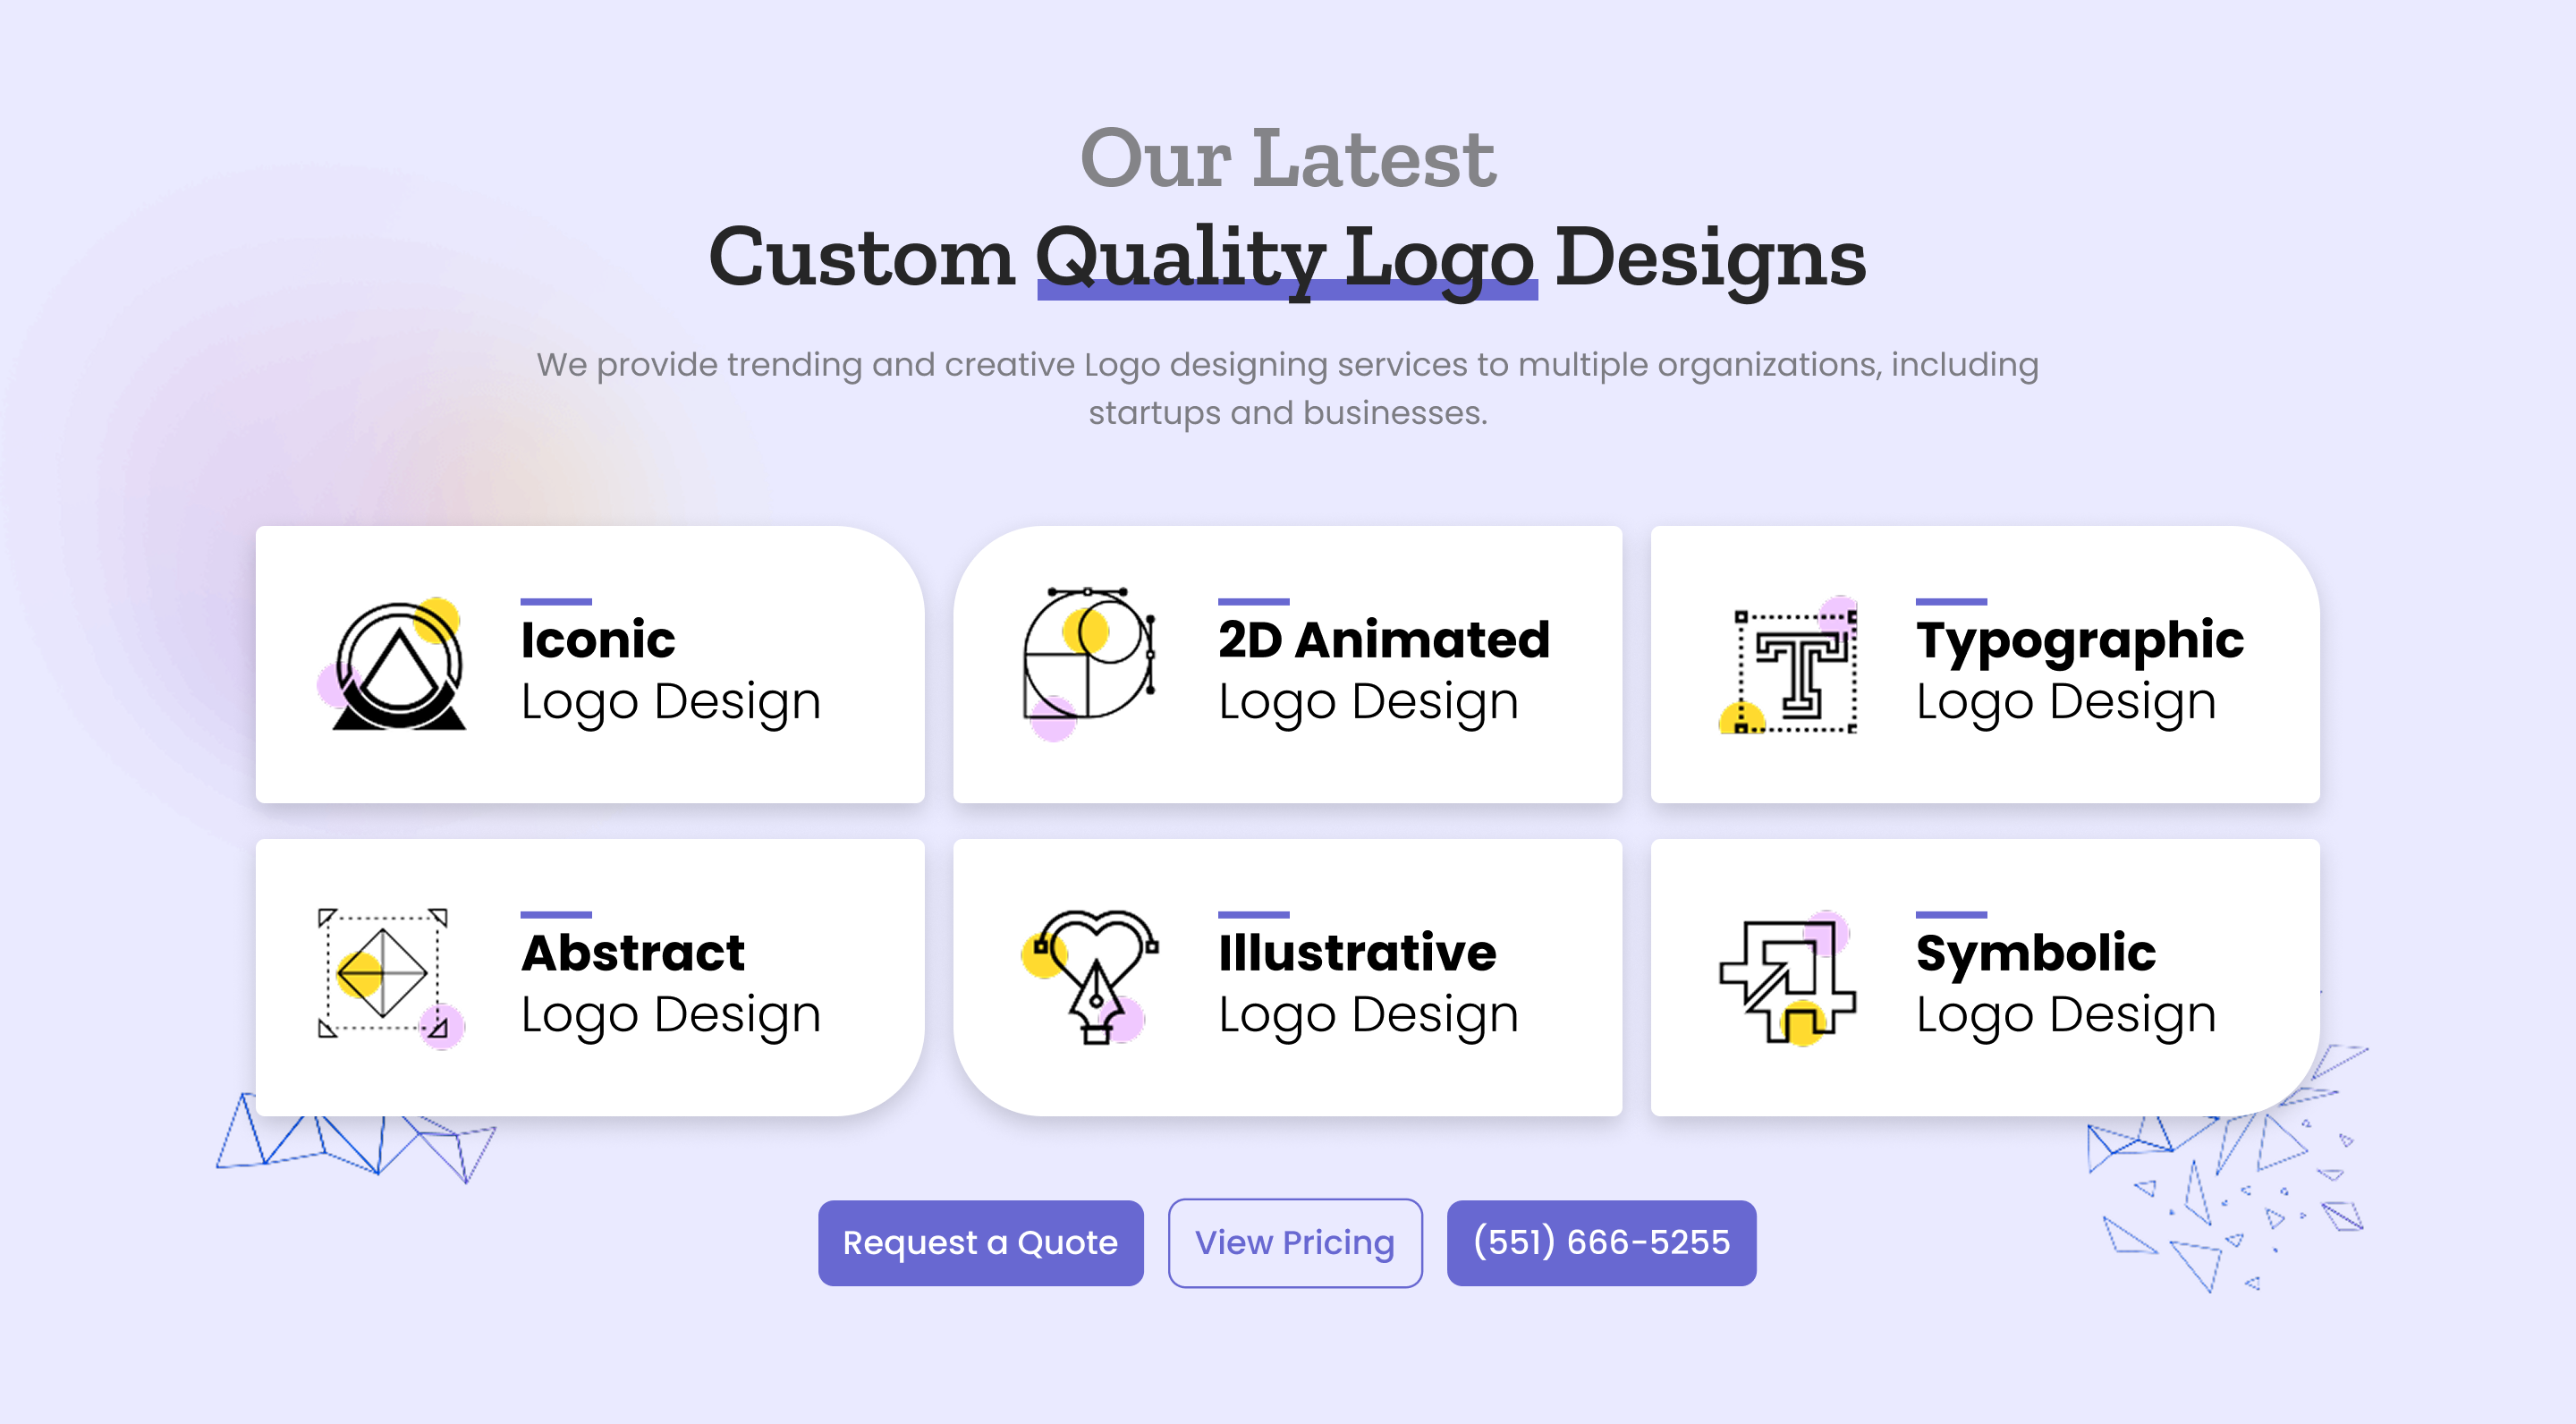 Our Latest
Custom Quality Logo Designs
We provide trending and creative Logo designing services to multiple organizations, including
startups and businesses.
Iconic
Logo Design
2D Animated
Logo Design
Typographic
Logo Design
Abstract
Logo Design
Illustrative
Logo Design
Symbolic
Logo Design
Request a Quote
View Pricing
(551) 666-5255